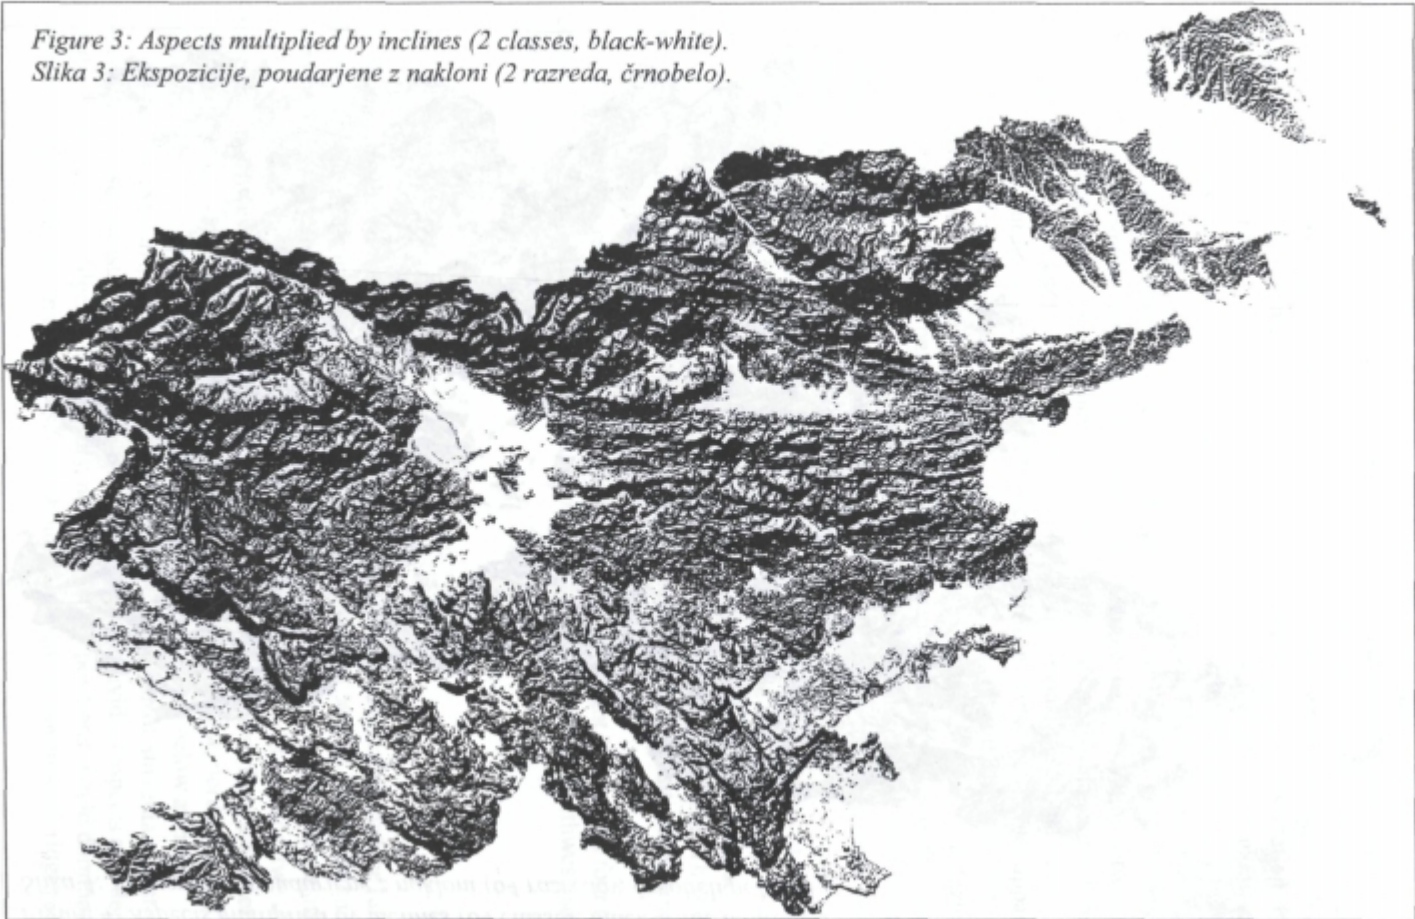 Figure 3: Aspects multiplied by inclines (2 classes, black-white).
Slika 3: Ekspozicije, poudarjene z nakloni (2 razreda, črnobelo).